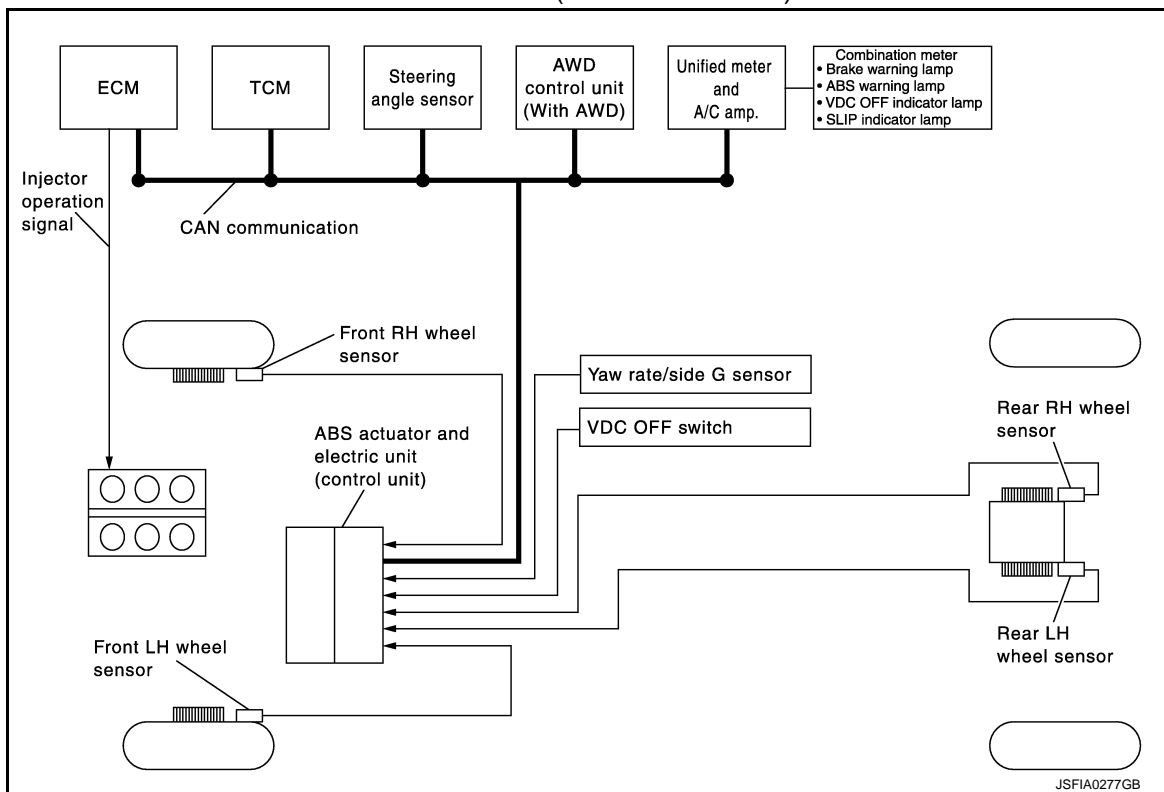 ECM
TCM
Steering
angle sensor
AWD
control unit
(With AWD)
Unified meter
and
A/C amp.
Combination meter
• Brake warning lamp
• ABS warning lamp
• VDC OFF indicator lamp
• SLIP indicator lamp
Injector
operation
signal
CAN communication
Front RH wheel
sensor
Yaw rate/side G sensor
VDC OFF switch
Rear RH wheel
sensor
ABS actuator and
electric unit
(control unit)
Front LH wheel
sensor
Rear LH
wheel sensor
JSFIA0277GB